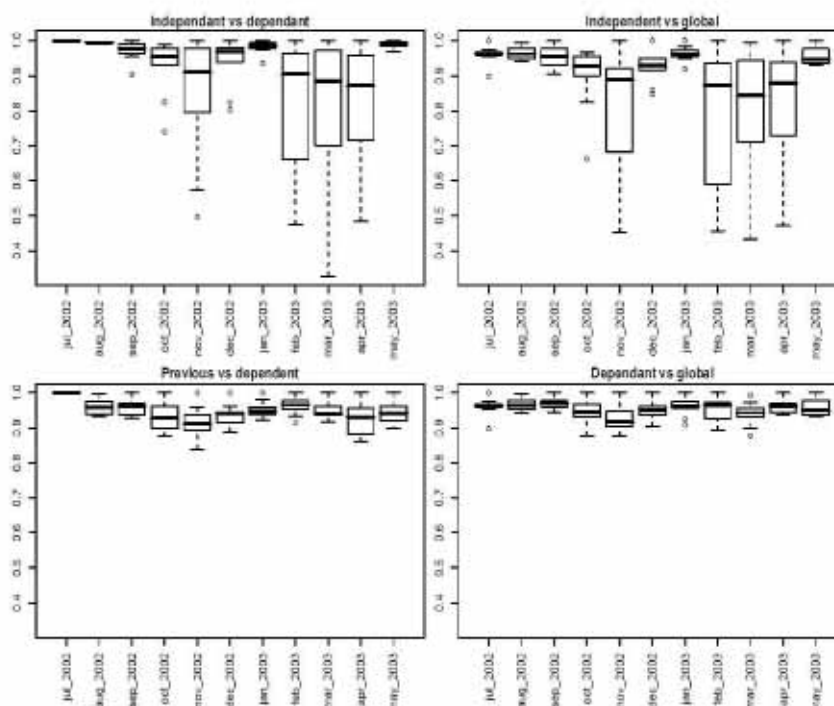 Independant vs dependant
Independent vs global
1.0
0.9
0.8
0.7
0.6
0.5
0.4
jul_2002
aug_2002
sep_2002
oct_2002
nov_2002
dec_2002
jan_2003
feb_2003
mar_2003
apr_2003
may_2003
1.0
0.9
0.8
0.7
0.6
0.5
0.4
jul_2002
aug_2002
sep_2002
oct_2002
nov_2002
dec_2002
jan_2003
feb_2003
mar_2003
apr_2003
may_2003
Previous vs dependent
Dependant vs global
1.0
0.9
0.8
0.7
0.6
0.5
0.4
jul_2002
aug_2002
sep_2002
oct_2002
nov_2002
dec_2002
jan_2003
feb_2003
mar_2003
apr_2003
may_2003
1.0
0.9
0.8
0.7
0.6
0.5
0.4
jul_2002
aug_2002
sep_2002
oct_2002
nov_2002
dec_2002
jan_2003
feb_2003
mar_2003
apr_2003
may_2003